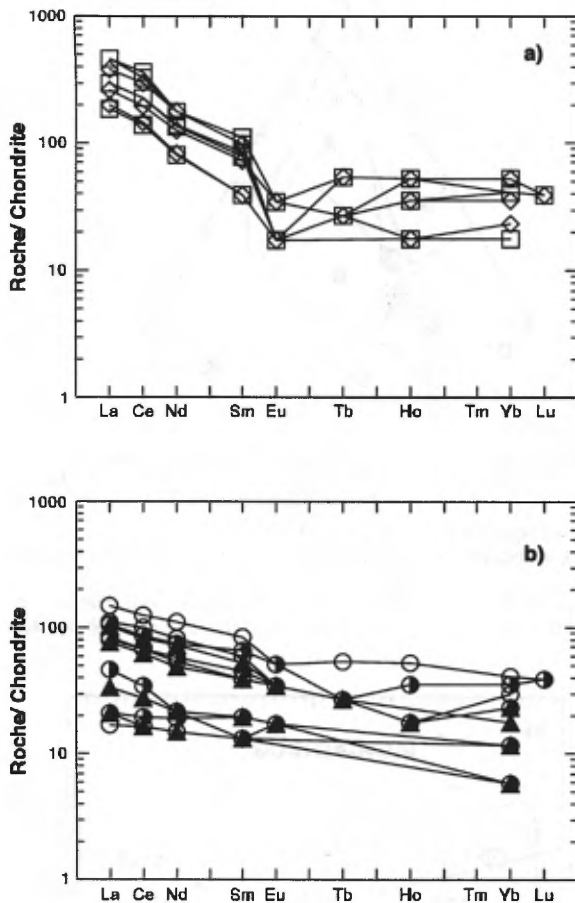 a)
1000
100
10
1
Roche/ Chondrite
La Ce Nd Sm Eu Tb Ho Tm Yb Lu
b)
1000
100
10
1
Roche/ Chondrite
La Ce Nd Sm Eu Tb Ho Tm Yb Lu